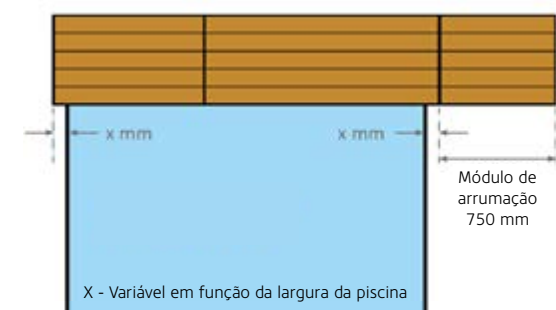 x mm
x mm
Módulo de
arrumação
750 mm
X - Variável em função da largura da piscina